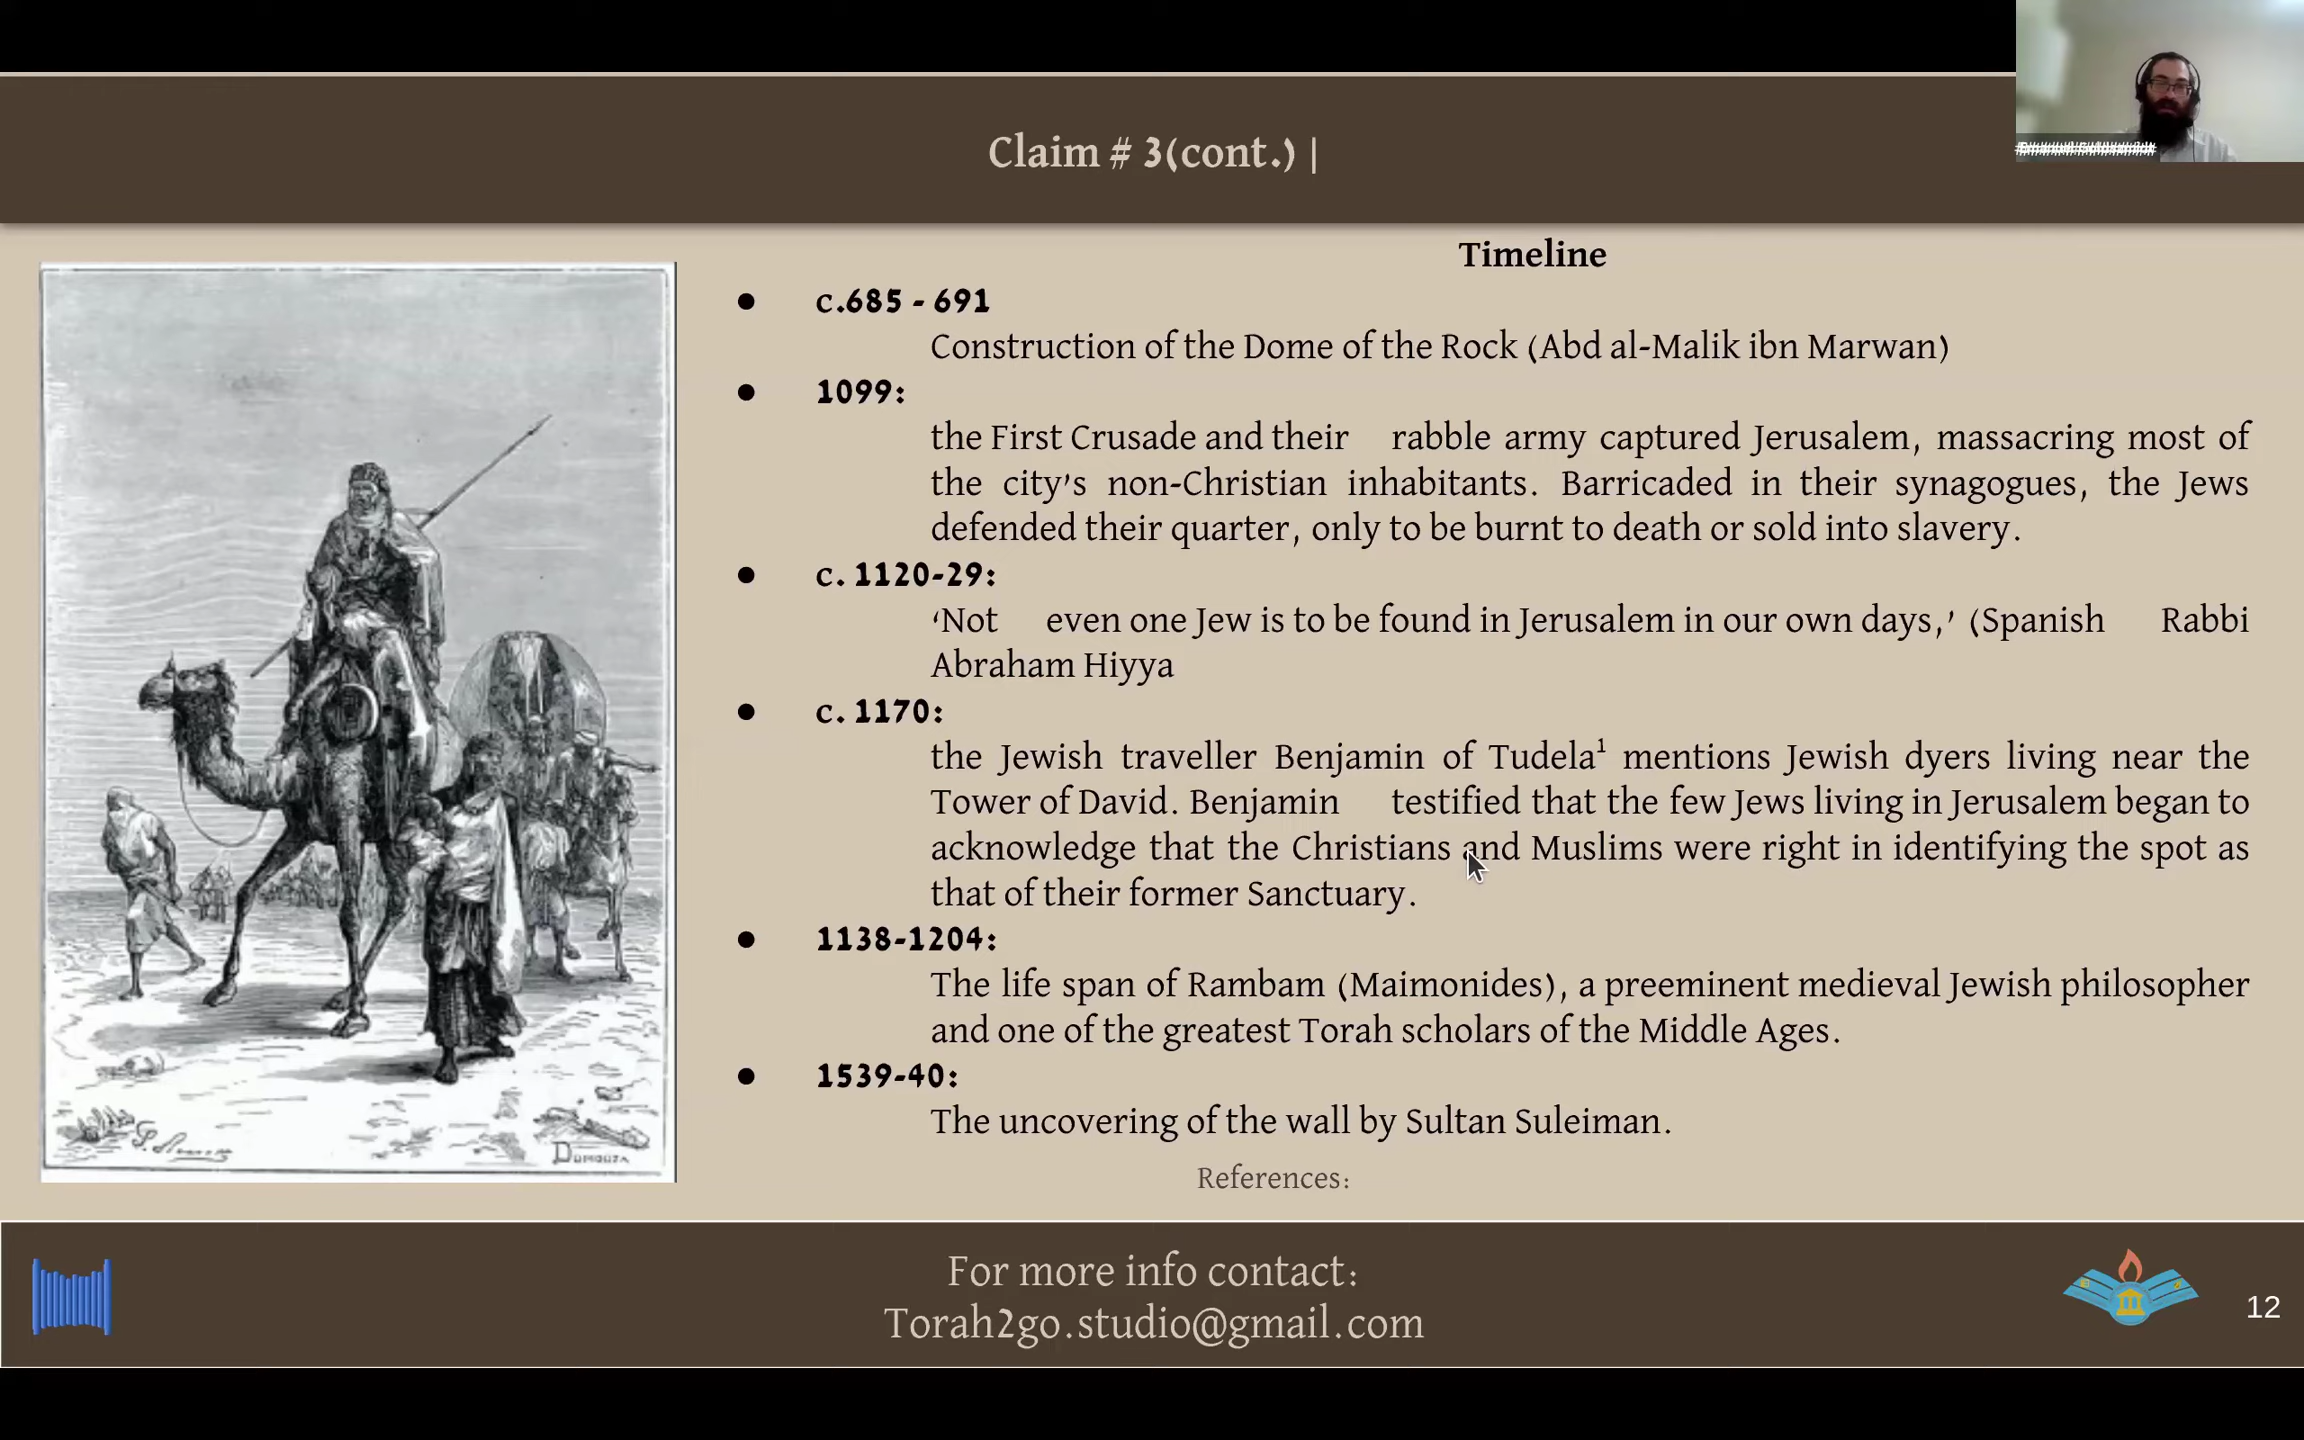 Claim # 3(cont.) |
Timeline
● c.685 - 691
Construction of the Dome of the Rock (Abd al-Malik ibn Marwan)
● 1099:
the First Crusade and their rabble army captured Jerusalem, massacring most of
the city's non-Christian inhabitants. Barricaded in their synagogues, the Jews
defended their quarter, only to be burnt to death or sold into slavery.
● c. 1120-29:
‘Not even one Jew is to be found in Jerusalem in our own days,’ (Spanish Rabbi
Abraham Hiyya
● c. 1170:
the Jewish traveller Benjamin of Tudela¹ mentions Jewish dyers living near the
Tower of David. Benjamin testified that the few Jews living in Jerusalem began to
acknowledge that the Christians and Muslims were right in identifying the spot as
that of their former Sanctuary.
● 1138-1204:
The life span of Rambam (Maimonides), a preeminent medieval Jewish philosopher
and one of the greatest Torah scholars of the Middle Ages.
● 1539-40:
The uncovering of the wall by Sultan Suleiman.
References:
For more info contact:
Torah2go.studio@gmail.com
12